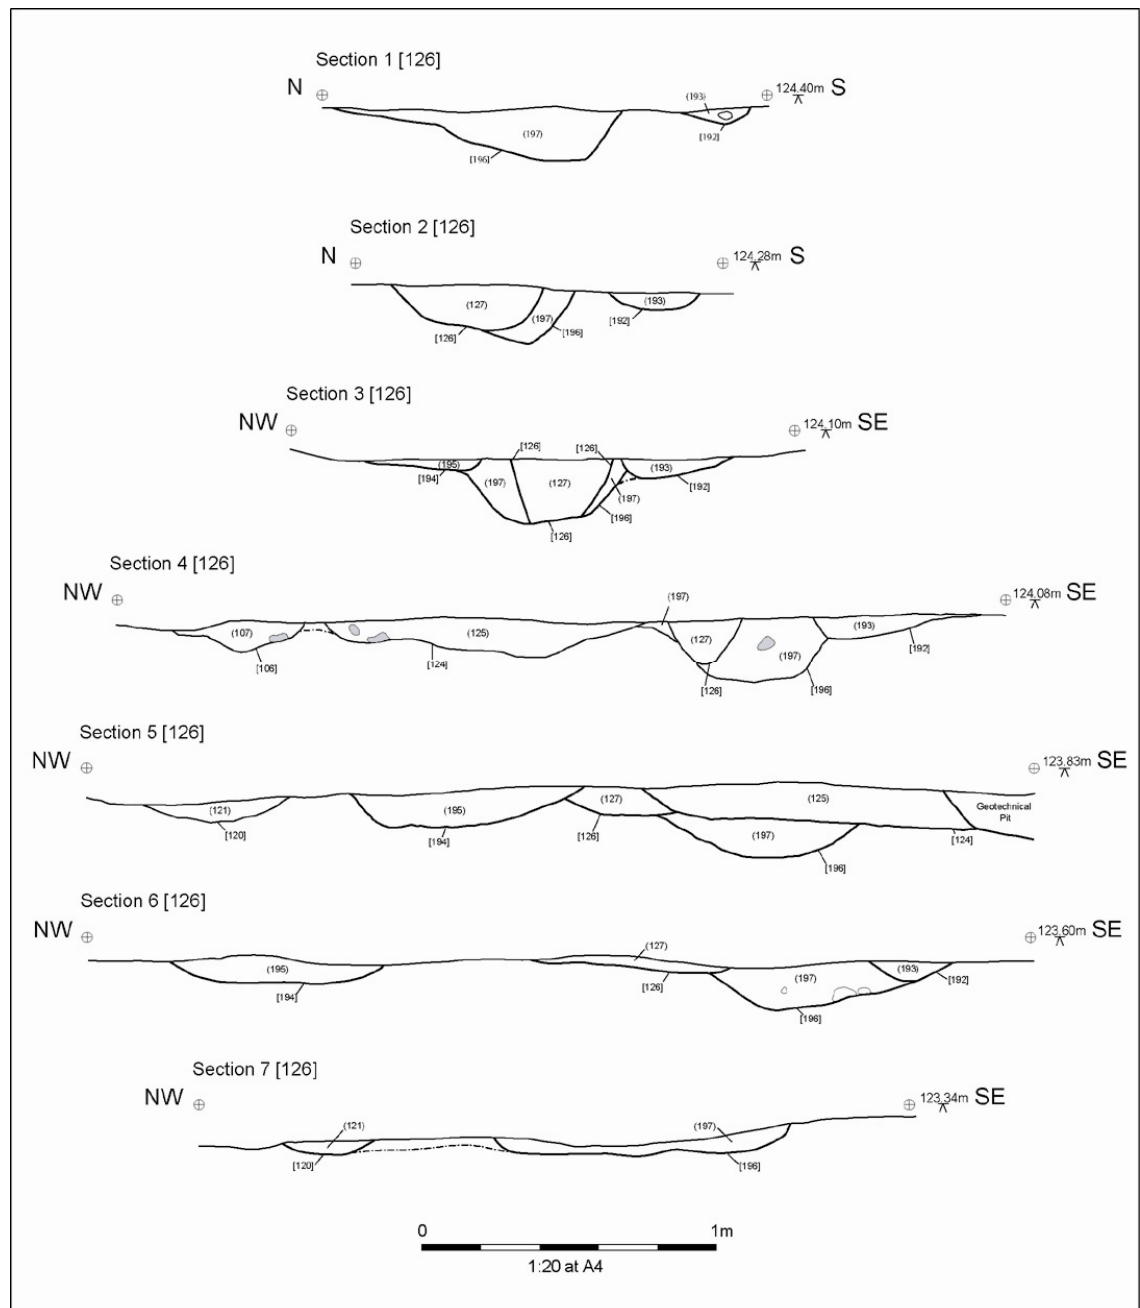 Section 1 [126]
N 124.40m S
(193)
(197)
[192]
[196]
Section 2 [126]
N 124.28m S
(127) (193)
(197) [192]
[126] [196]
Section 3 [126]
NW 124.10m SE
[126] [126]
(195) (193)
[194] (197) (127) [192]
(197)
[196]
[126]
Section 4 [126]
NW 124.08m SE
(197)
(107) (125) (127) (193)
[192]
(197)
[106] [124]
[126] [196]
Section 5 [126]
NW 123.83m SE
(121) (195) (127) (125) Geotechnical
Pit
[120] [194] [126] (197) [124]
[196]
Section 6 [126]
NW 123.60m SE
(127)
(195) (197) (193)
[194] [126] [192]
[196]
Section 7 [126]
NW 123.34m SE
(121) (197)
[120] [196]
0 1m
1:20 at A4